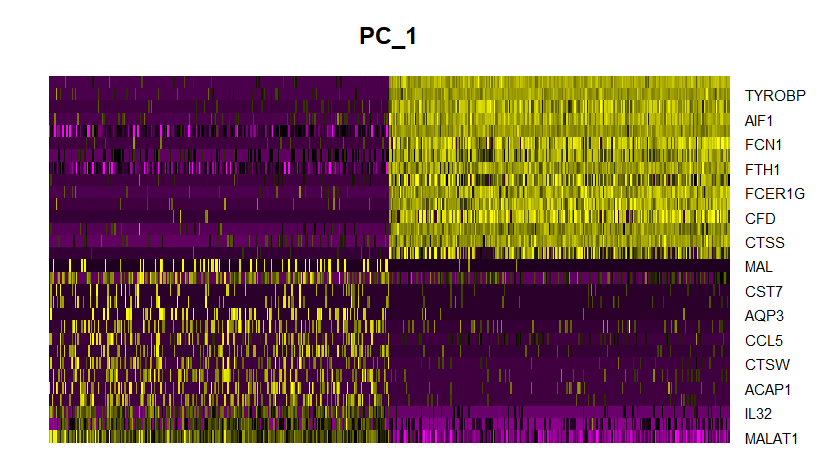 PC_1
TYROBP
AIF1
FCN1
FTH1
FCER1G
CFD
CTSS
MAL
CST7
AQP3
CCL5
CTSW
ACAP1
IL32
MALAT1